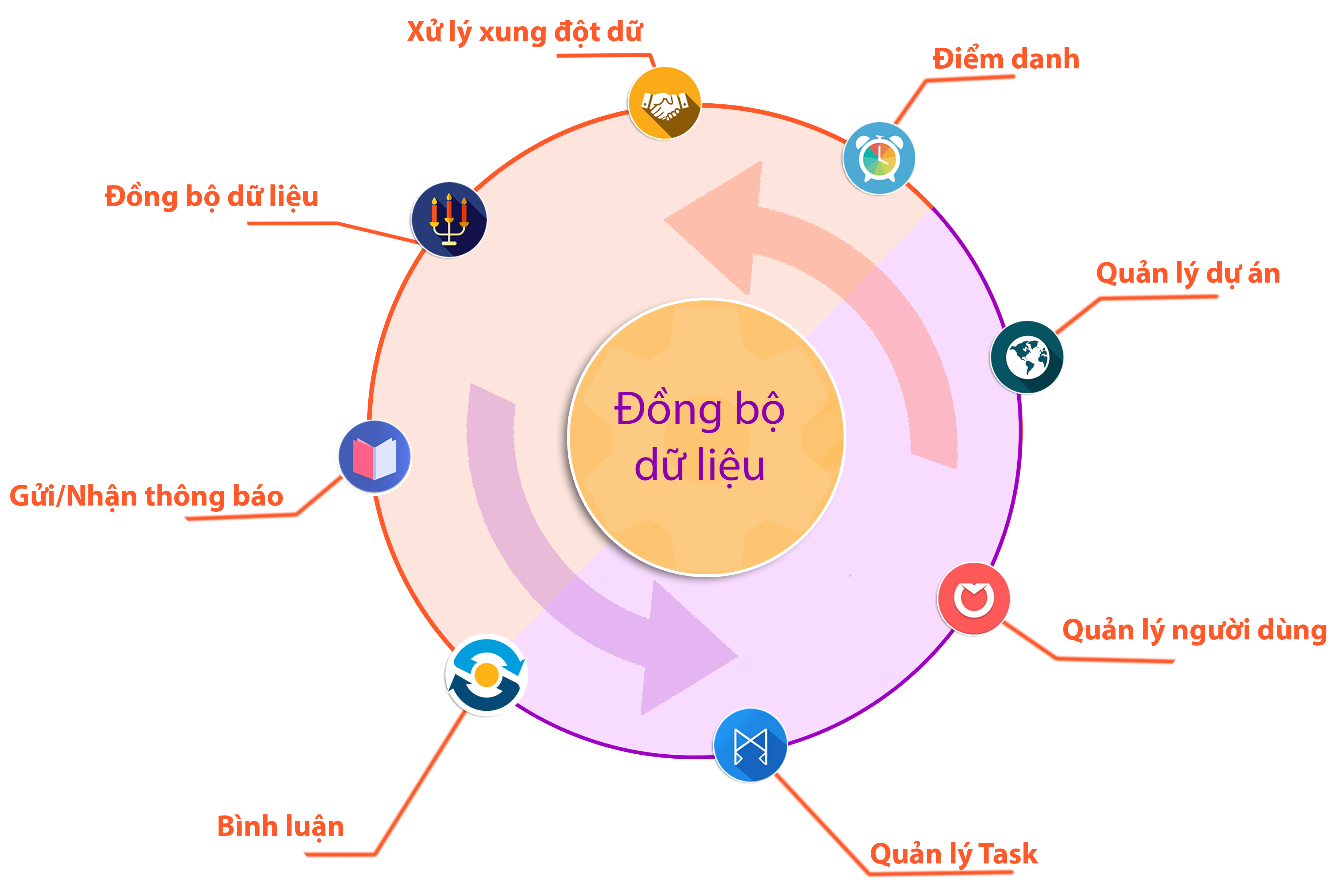 Xử lý xung đột dữ
Điểm danh
Đồng bộ dữ liệu
Quản lý dự án
Đồng bộ
dữ liệu
Gửi/Nhận thông báo
Quản lý người dùng
Bình luận
Quản lý Task